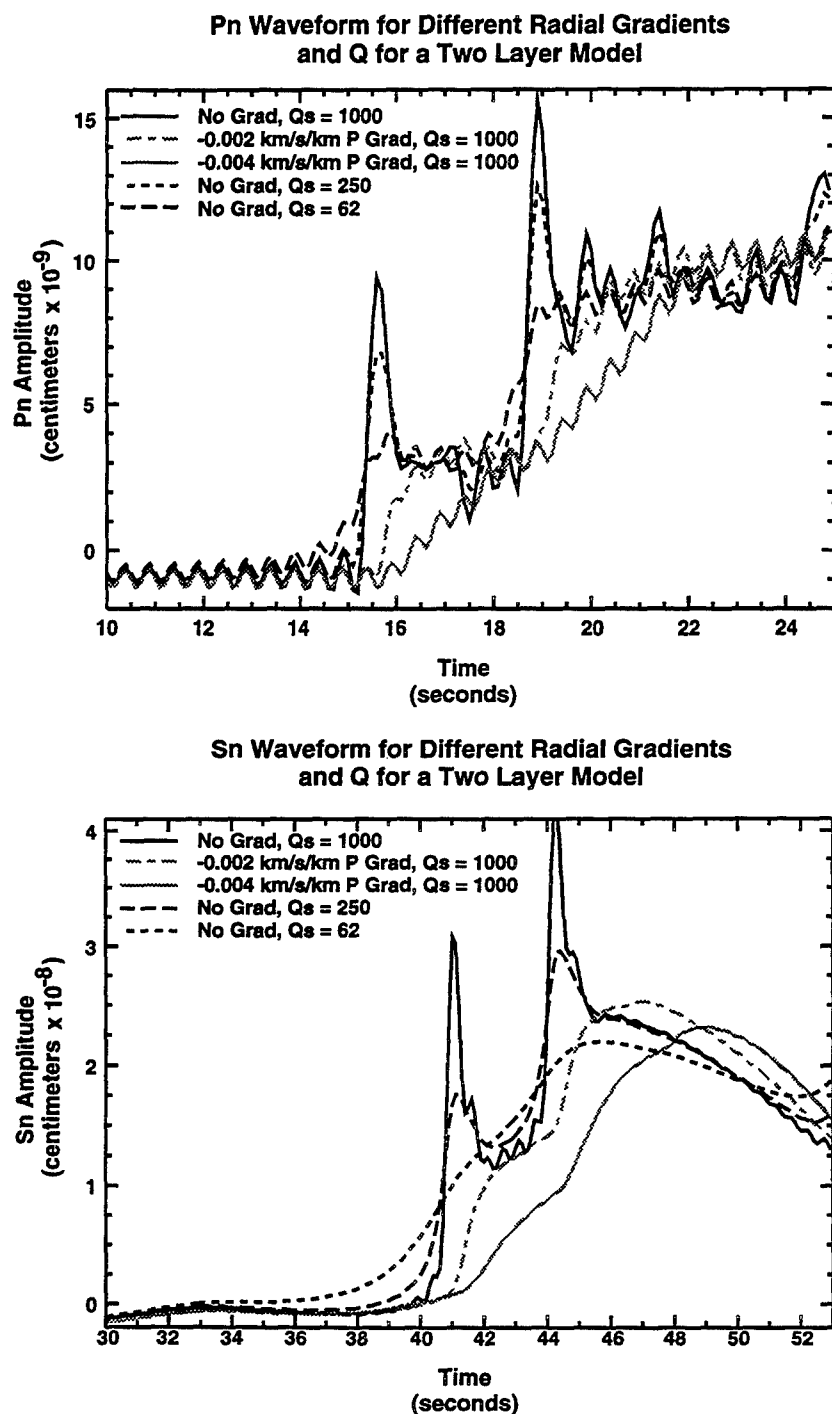 Pn Waveform for Different Radial Gradients
and Q for a Two Layer Model
No Grad, Qs = 1000
-0.002 km/s/km P Grad, Qs = 1000
-0.004 km/s/km P Grad, Qs = 1000
No Grad, Qs = 250
No Grad, Qs = 62
15
10
5
0
Pn Amplitude
(centimeters x 10-9)
10 12 14 16 18 20 22 24
Time
(seconds)
Sn Waveform for Different Radial Gradients
and Q for a Two Layer Model
No Grad, Qs = 1000
-0.002 km/s/km P Grad, Qs = 1000
-0.004 km/s/km P Grad, Qs = 1000
No Grad, Qs = 250
No Grad, Qs = 62
4
3
2
1
0
Sn Amplitude
(centimeters x 10-8)
30 32 34 36 38 40 42 44 46 48 50 52
Time
(seconds)